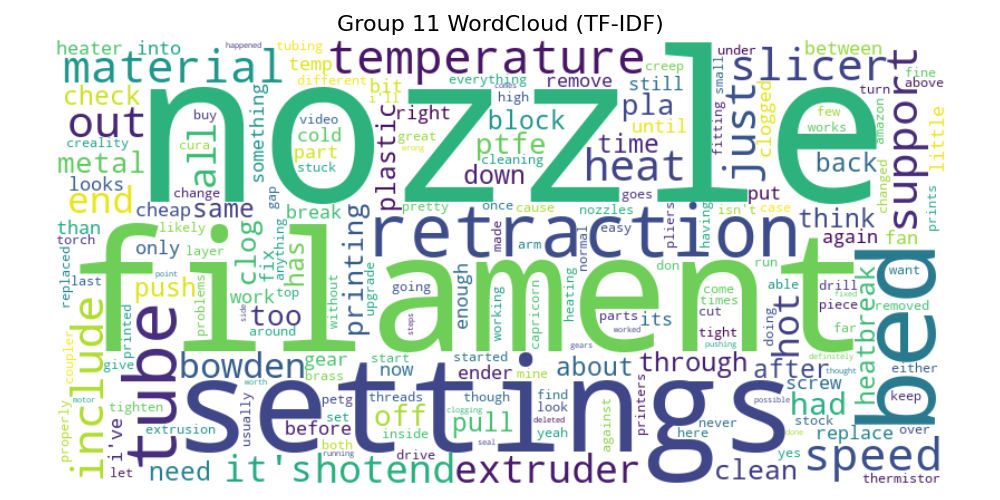 Group 11 WordCloud (TF-IDF)
heater into tubing happened temperature creep slicer under between
material temp different everything comes remove still small fine above
check bit i'll high pla support turn
out all something buy video right block until just clogged few works amazon little
creality cura cold great ptfe time fitting back changed
metal part wrong cleaning heat
looks stuck plastic down put prints
end change gap pretty once cause nozzles goes isn't case
nozzle
than likely cheap same break made easy pliers having think again fan
torch only layer clog fix anything has printing retraction arm normal don run able drill want
replaced last point push problems work top without upgrade going enough working capricorn heating come times cut doing piece fixed removed
filament
include tube too around steps parts worked its tight hot far heatbreak bed
coupler give printed side gears pushing definitely
bowden gear start started though mine about through after thought either
motor worth brass now ender find screw keep
properly tighten i've usually petg threads clogging look against printers possible had stock
settings
before set off inside pull deleted never here replace over
extrusion both seal yeah yes done
let need it's running drive hotend extruder clean speed thermistor